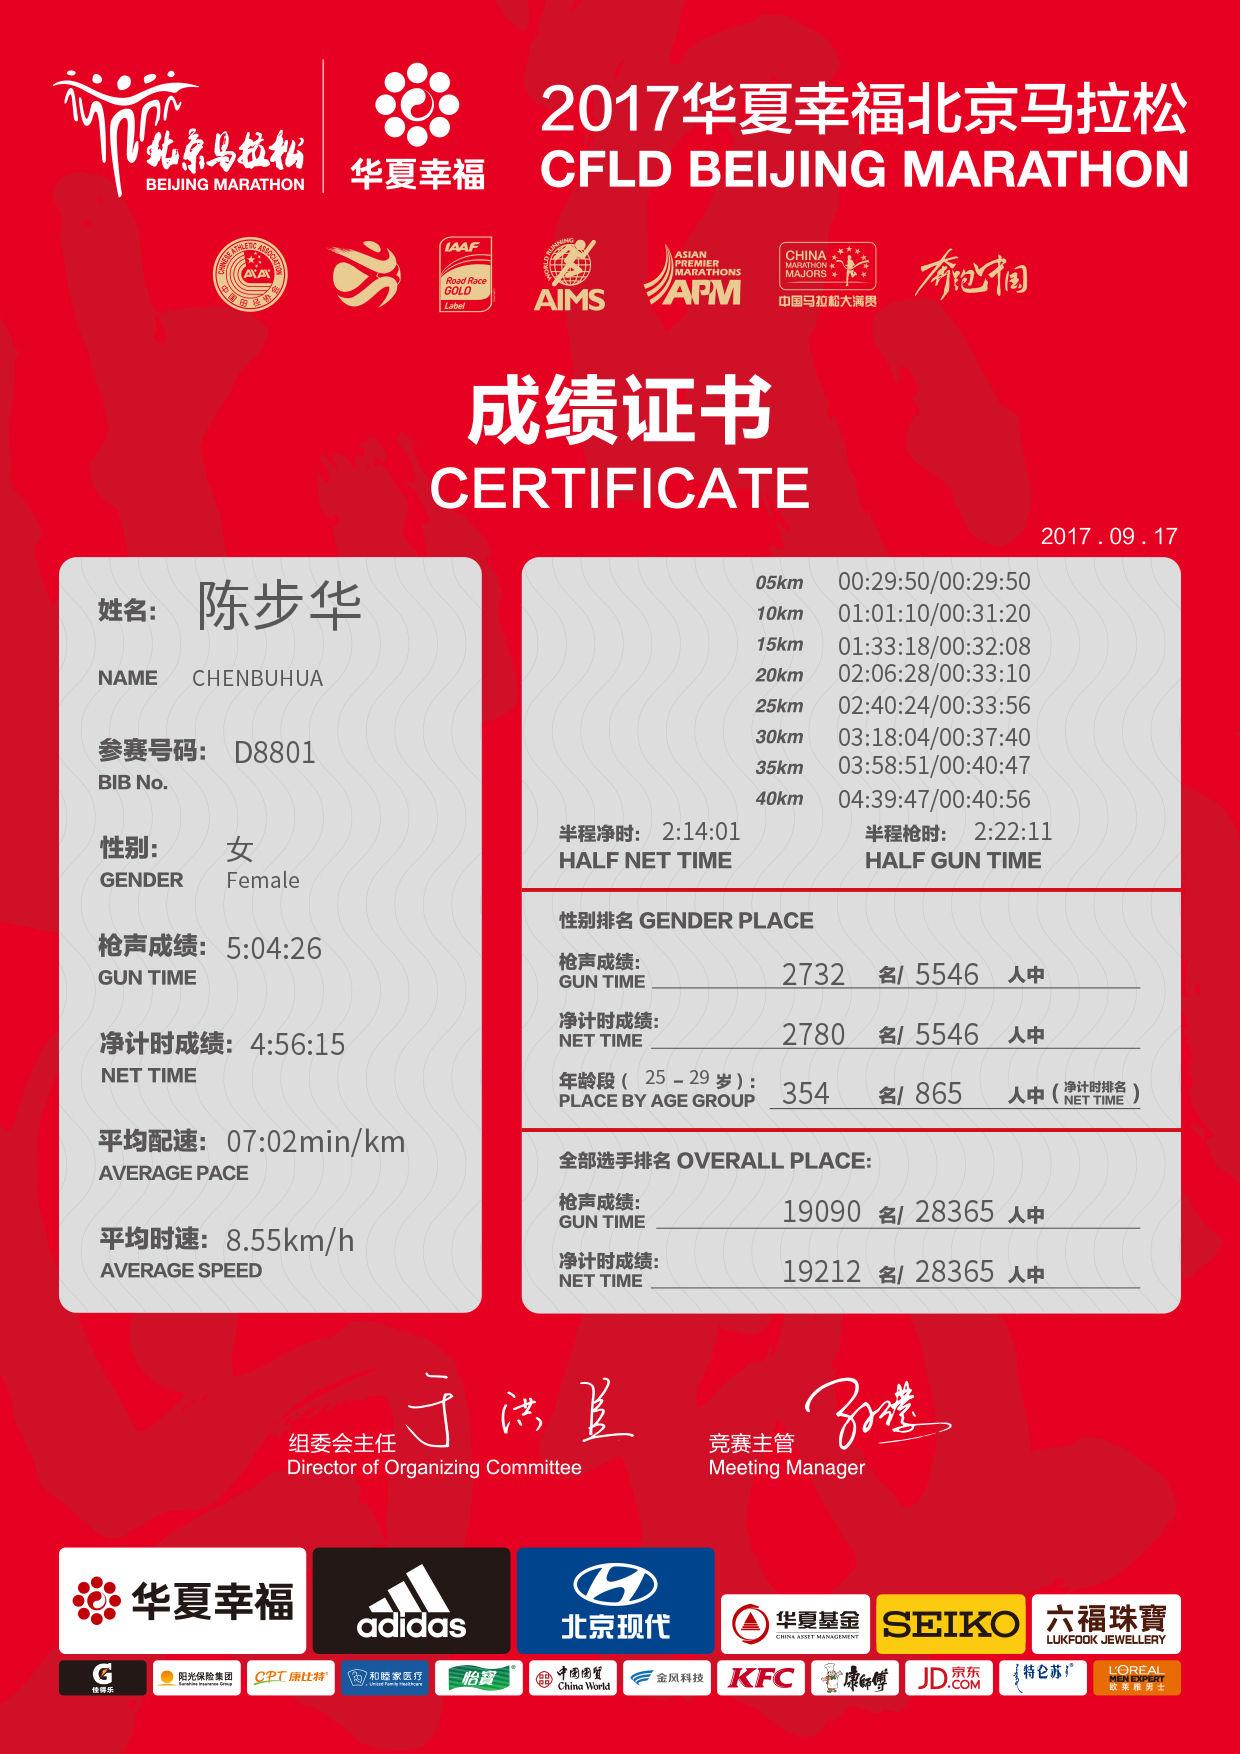 北京马拉松
BEIJING MARATHON
华夏幸福
2017华夏幸福北京马拉松
CFLD BEIJING MARATHON
CHINESE ATHLETIC ASSOCIATION
中国田径协会
IAAF
Road Race
GOLD
Label
WORLD RUNNING
AIMS
ASIAN
PREMIER
MARATHONS
APM
CHINA
MARATHON
MAJORS
中国马拉松大满贯
奔跑中国
成绩证书
CERTIFICATE
2017 . 09 . 17
姓名: 陈步华
NAME CHENBUHUA
参赛号码: D8801
BIB No.
性别: 女
GENDER Female
枪声成绩: 5:04:26
GUN TIME
净计时成绩: 4:56:15
NET TIME
平均配速: 07:02min/km
AVERAGE PACE
平均时速: 8.55km/h
AVERAGE SPEED
05km 00:29:50/00:29:50
10km 01:01:10/00:31:20
15km 01:33:18/00:32:08
20km 02:06:28/00:33:10
25km 02:40:24/00:33:56
30km 03:18:04/00:37:40
35km 03:58:51/00:40:47
40km 04:39:47/00:40:56
半程净时: 2:14:01 半程枪时: 2:22:11
HALF NET TIME HALF GUN TIME
性别排名 GENDER PLACE
枪声成绩:
GUN TIME 2732 名/ 5546 人中
净计时成绩:
NET TIME 2780 名/ 5546 人中
年龄段 ( 25 – 29 岁 ) :
PLACE BY AGE GROUP 354 名/ 865 人中 ( 净计时排名 NET TIME )
全部选手排名 OVERALL PLACE:
枪声成绩:
GUN TIME 19090 名/ 28365 人中
净计时成绩:
NET TIME 19212 名/ 28365 人中
组委会主任
Director of Organizing Committee
竞赛主管
Meeting Manager
华夏幸福
adidas
北京现代
华夏基金
CHINA ASSET MANAGEMENT
SEIKO
六福珠寶
LUKFOOK JEWELLERY
G
佳得乐
阳光保险集团
Sunshine Insurance Group
CPT 康比特
和睦家医疗
United Family Healthcare
怡寶
中国国贸
China World
金风科技
KFC
康師傅
JD京东
.COM
特仑苏
L'ORÉAL
MEN EXPERT
欧莱雅男士